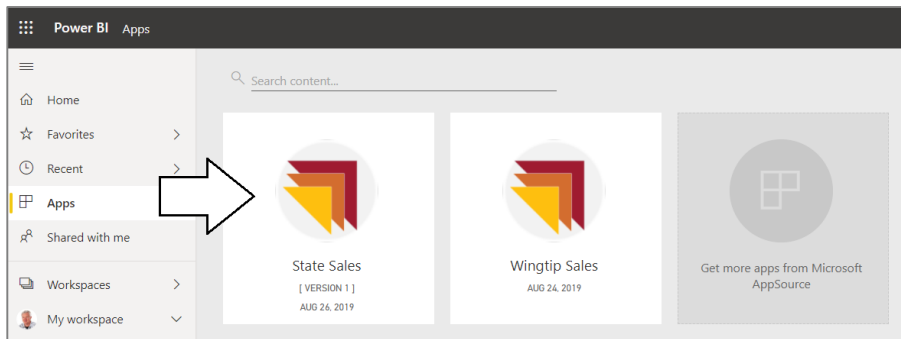 Power BI Apps
Search content...
Home
Favorites
Recent
Apps
Shared with me
Workspaces
My workspace
State Sales
[ VERSION 1 ]
AUG 26, 2019
Wingtip Sales
AUG 24, 2019
Get more apps from Microsoft
AppSource